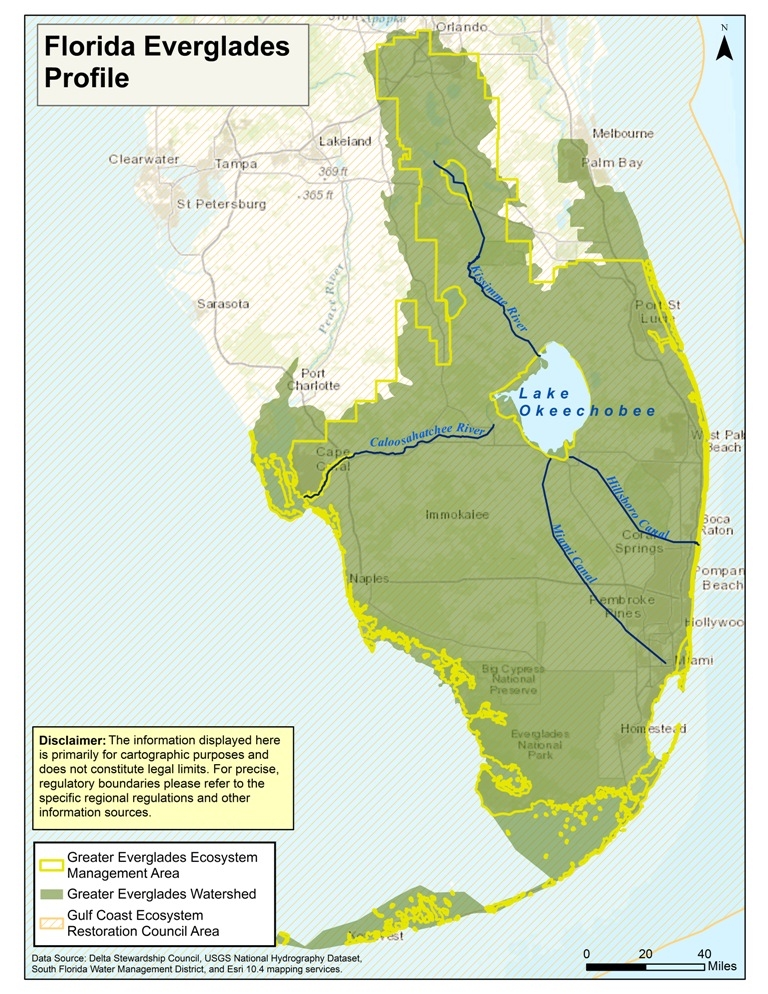 Florida Everglades
Profile
N
Apopka
Orlando
Melbourne
Palm Bay
Lakeland
Clearwater
Tampa
369 ft
365 ft
St Petersburg
Kissimme River
Peace River
Sarasota
Port St
Port
Charlotte
Lake
Okeechobee
Caloosahatchee River
Cape
West Pal
Beach
Hillsboro Canal
Immokalee
Boca
Raton
Coral
Springs
Miami Canal
Naples
Pompan
Beach
Pembroke
Pines
Hollywoo
Miami
Big Cypress
National
Preserve
Homestead
Everglades
National
Park
Disclaimer: The information displayed here
is primarily for cartographic purposes and
does not constitute legal limits. For precise,
regulatory boundaries please refer to the
specific regional regulations and other
information sources.
Greater Everglades Ecosystem
Management Area
Greater Everglades Watershed
Gulf Coast Ecosystem
Restoration Council Area
Data Source: Delta Stewardship Council, USGS National Hydrography Dataset,
South Florida Water Management District, and Esri 10.4 mapping services.
0 20 40
Miles